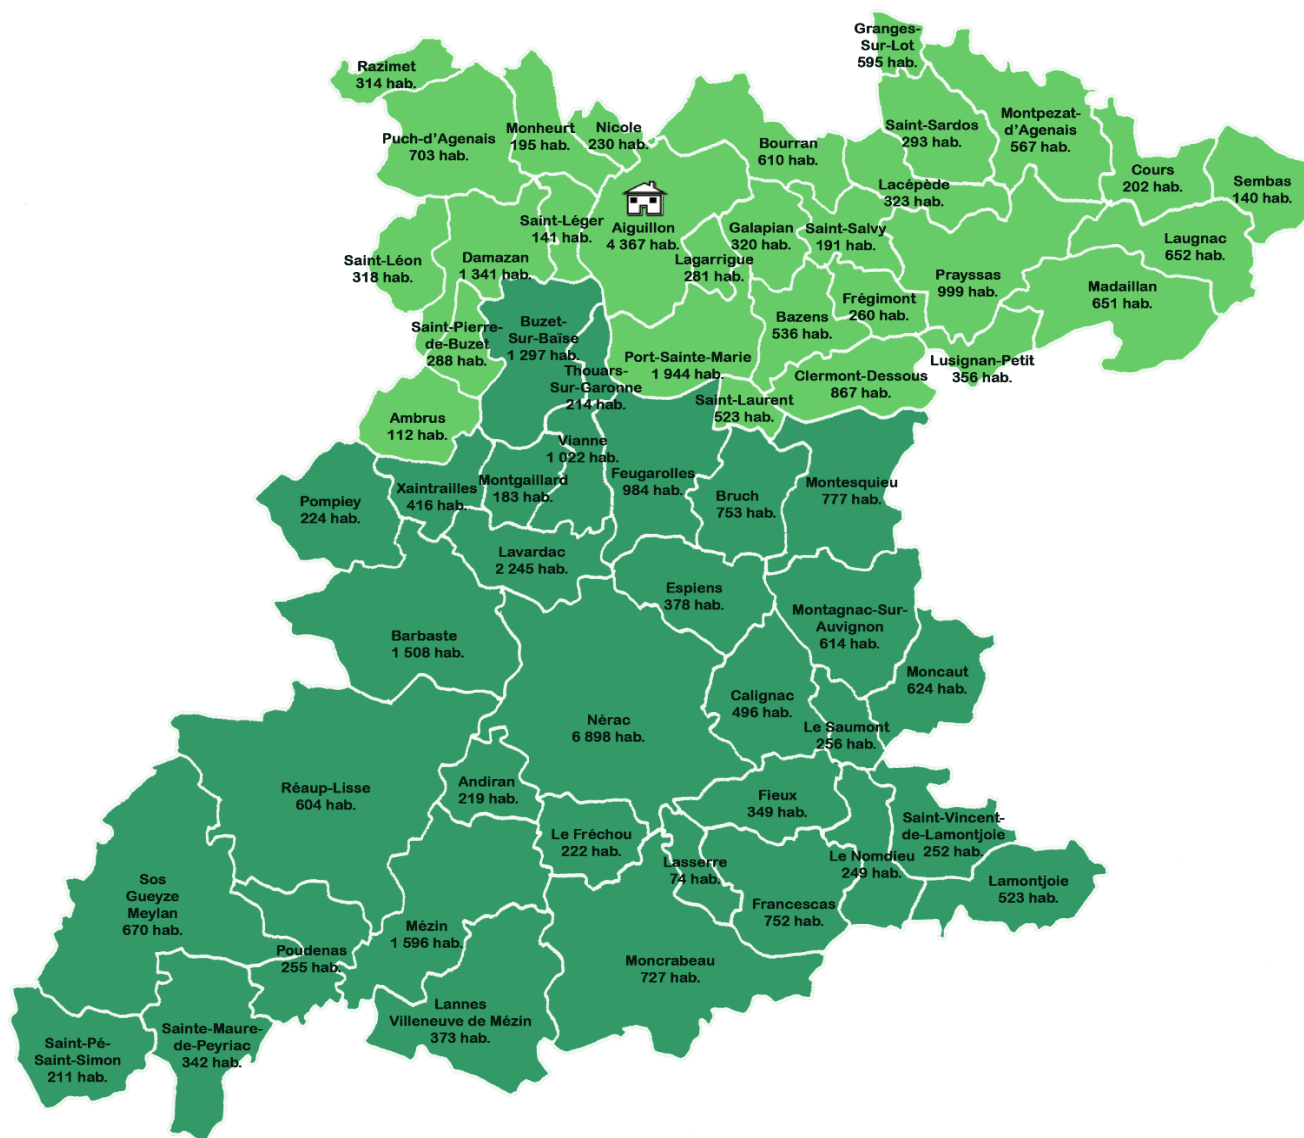 Granges-
Sur-Lot
595 hab.
Razimet
314 hab.
Puch-d'Agenais
703 hab.
Monheurt
195 hab.
Nicole
230 hab.
Bourran
610 hab.
Saint-Sardos
293 hab.
Montpezat-
d'Agenais
567 hab.
Cours
202 hab.
Sembas
140 hab.
Lacépède
323 hab.
Saint-Léger
141 hab.
Aiguillon
4 367 hab.
Galapian
320 hab.
Saint-Salvy
191 hab.
Laugnac
652 hab.
Saint-Léon
318 hab.
Damazan
1 341 hab.
Lagarrigue
281 hab.
Prayssas
999 hab.
Madaillan
651 hab.
Frégimont
260 hab.
Bazens
536 hab.
Saint-Pierre-
de-Buzet
288 hab.
Buzet-
Sur-Baïse
1 297 hab.
Port-Sainte-Marie
1 944 hab.
Lusignan-Petit
356 hab.
Thouars-
Sur-Garonne
214 hab.
Clermont-Dessous
867 hab.
Saint-Laurent
523 hab.
Ambrus
112 hab.
Vianne
1 022 hab.
Feugarolles
984 hab.
Pompiey
224 hab.
Xaintrailles
416 hab.
Montgaillard
183 hab.
Bruch
753 hab.
Montesquieu
777 hab.
Lavardac
2 245 hab.
Espiens
378 hab.
Montagnac-Sur-
Auvignon
614 hab.
Barbaste
1 508 hab.
Moncaut
624 hab.
Calignac
496 hab.
Nérac
6 898 hab.
Le Saumont
256 hab.
Réaup-Lisse
604 hab.
Andiran
219 hab.
Fieux
349 hab.
Saint-Vincent-
de-Lamontjoie
252 hab.
Le Fréchou
222 hab.
Lasserre
74 hab.
Le Nomdieu
249 hab.
Lamontjoie
523 hab.
Sos
Gueyze
Meylan
670 hab.
Francescas
752 hab.
Mézin
1 596 hab.
Poudenas
255 hab.
Moncrabeau
727 hab.
Lannes
Villeneuve de Mézin
373 hab.
Sainte-Maure-
de-Peyriac
342 hab.
Saint-Pé-
Saint-Simon
211 hab.